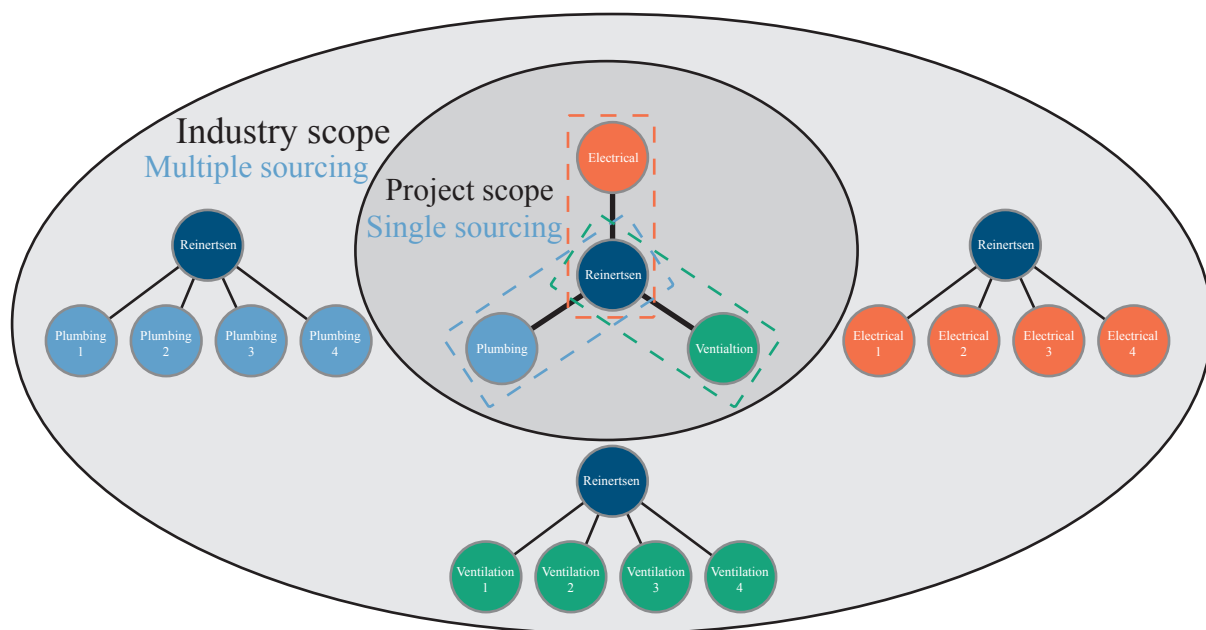 Industry scope
Multiple sourcing
Project scope
Single sourcing
Electrical
Reinertsen
Plumbing
Ventialtion
Reinertsen
Plumbing
1
Plumbing
2
Plumbing
3
Plumbing
4
Reinertsen
Electrical
1
Electrical
2
Electrical
3
Electrical
4
Reinertsen
Ventilation
1
Ventilation
2
Ventilation
3
Ventilation
4